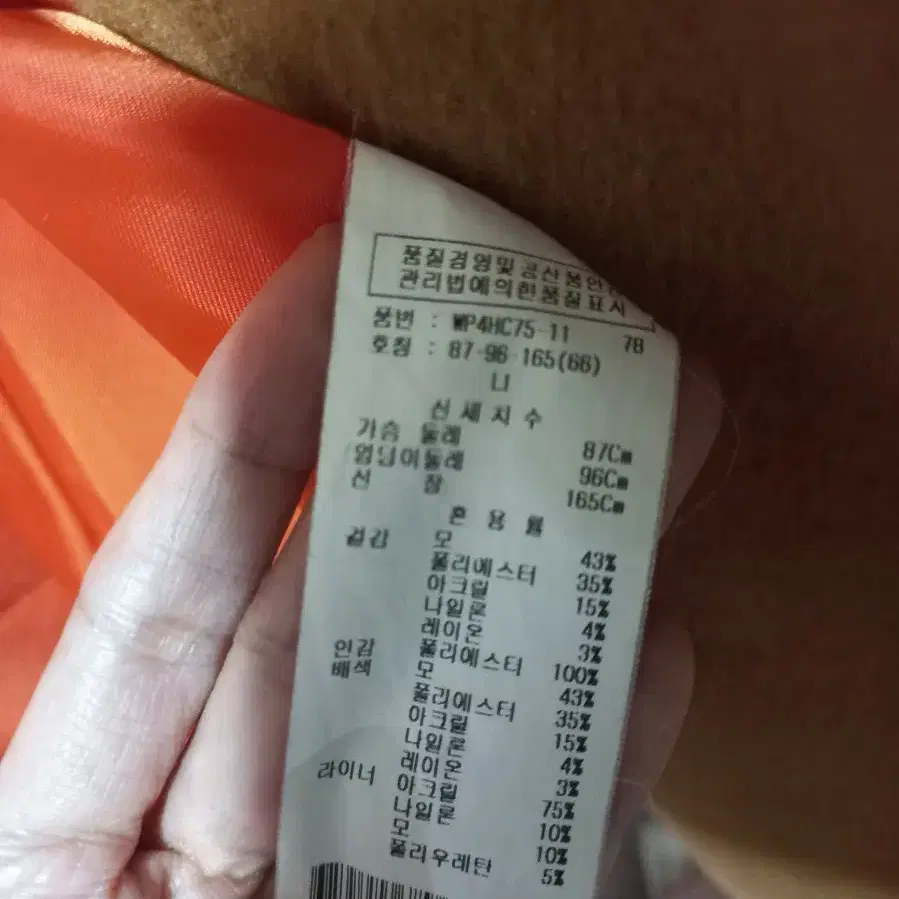 품질경영및공산품안
관리법에의한품질표시
품번 : WP4HC75-11 78
호칭 : 87-96-165(66)
신체치수
가슴 둘레 87Cm
엉덩이둘레 96Cm
신 장 165Cm
혼 용 률
겉감 모 43%
폴리에스터 35%
아크릴 15%
나일론 4%
레이온 3%
안감 폴리에스터 100%
배색 모 43%
폴리에스터 35%
아크릴 15%
나일론 4%
레이온 3%
라이너 아크릴 75%
나일론 10%
모 10%
폴리우레탄 5%